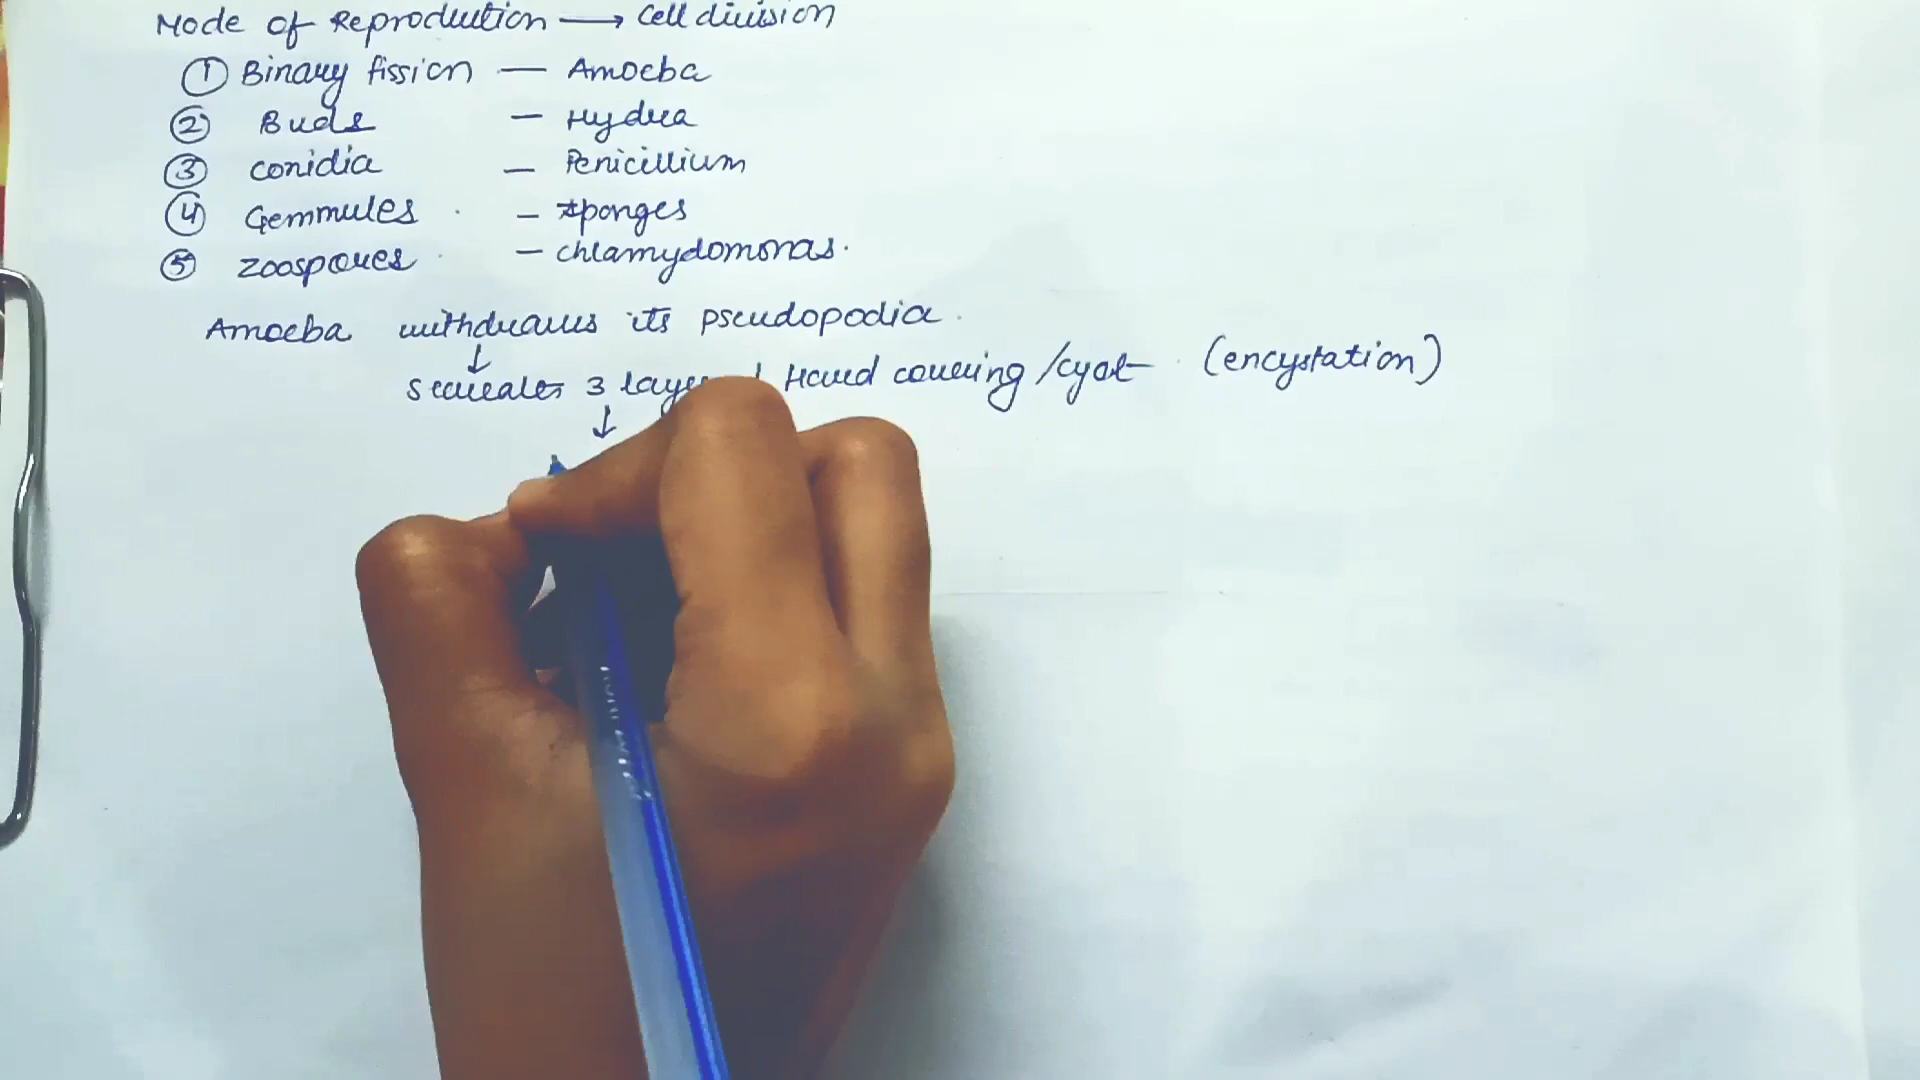 Mode of Reproduction → Cell division
① Binary fission — Amoeba
② Buds — Hydra
③ conidia — Penicillium
④ Gemmules — sponges
⑤ zoospores — chlamydomonas.
Amoeba withdraws its pseudopodia.
↓
Secreates 3 Hard covering /cyst (encystation)
↓